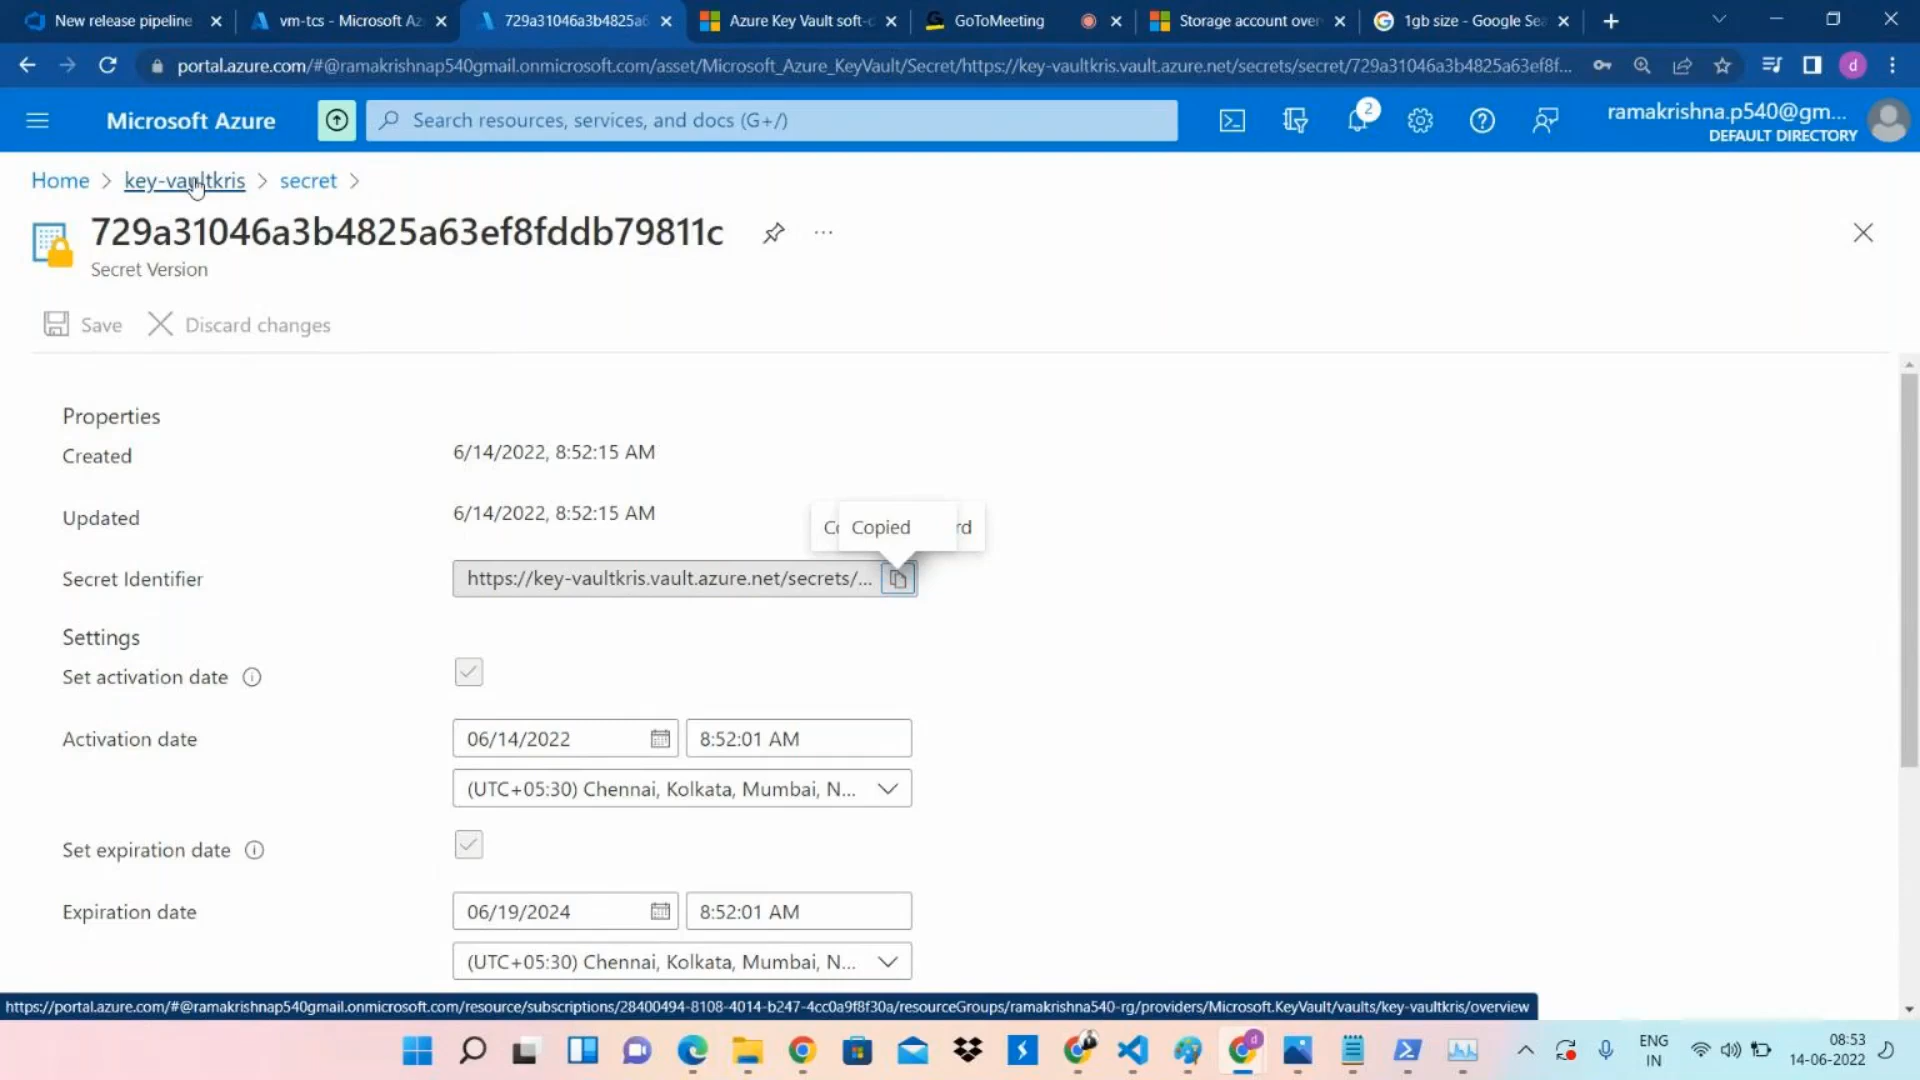 New release pipeline
vm-tcs - Microsoft Az
729a31046a3b4825a6
Azure Key Vault soft-d
GoToMeeting
Storage account over
1gb size - Google Sea
portal.azure.com/#@ramakrishnap540gmail.onmicrosoft.com/asset/Microsoft_Azure_KeyVault/Secret/https://key-vaultkris.vault.azure.net/secrets/secret/729a31046a3b4825a63ef8f...
d
Microsoft Azure
Search resources, services, and docs (G+/)
2
ramakrishna.p540@gm...
DEFAULT DIRECTORY
Home > key-vaultkris > secret >
729a31046a3b4825a63ef8fddb79811c
...
Secret Version
Save
Discard changes
Properties
Created
6/14/2022, 8:52:15 AM
Updated
6/14/2022, 8:52:15 AM
Copied
rd
Secret Identifier
https://key-vaultkris.vault.azure.net/secrets/...
Settings
Set activation date
Activation date
06/14/2022
8:52:01 AM
(UTC+05:30) Chennai, Kolkata, Mumbai, N...
Set expiration date
Expiration date
06/19/2024
8:52:01 AM
(UTC+05:30) Chennai, Kolkata, Mumbai, N...
https://portal.azure.com/#@ramakrishnap540gmail.onmicrosoft.com/resource/subscriptions/28400494-8108-4014-b247-4cc0a9f8f30a/resourceGroups/ramakrishna540-rg/providers/Microsoft.KeyVault/vaults/key-vaultkris/overview
ENG
IN
08:53
14-06-2022